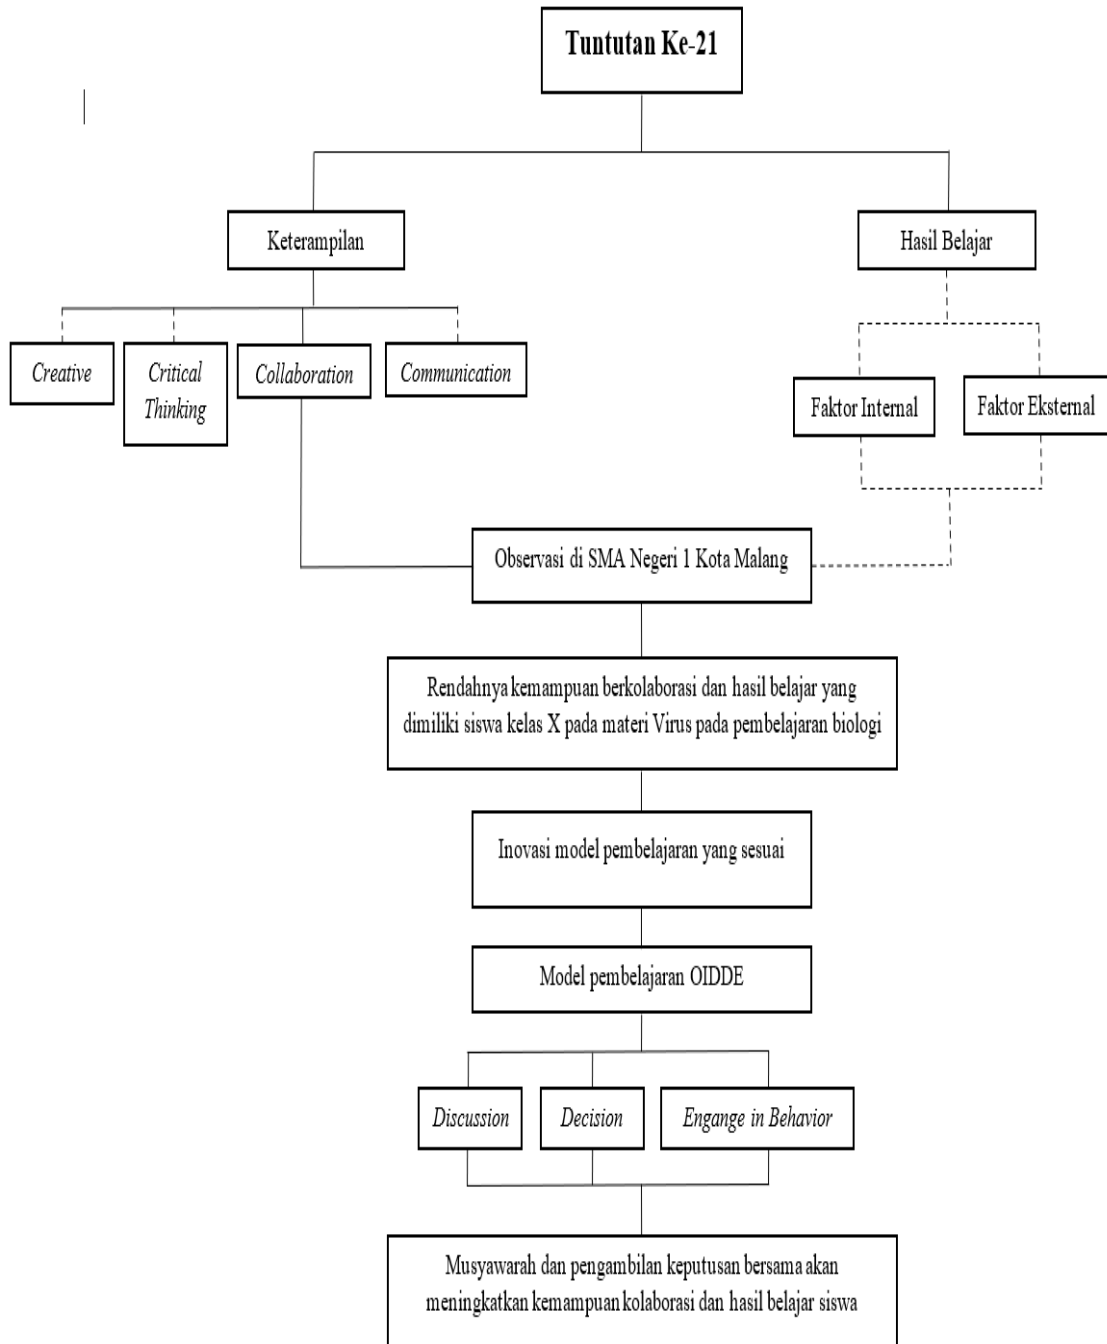 Tuntutan Ke-21
Keterampilan
Hasil Belajar
Creative
Critical
Thinking
Collaboration
Communication
Faktor Internal
Faktor Eksternal
Observasi di SMA Negeri 1 Kota Malang
Rendahnya kemampuan berkolaborasi dan hasil belajar yang
dimiliki siswa kelas X pada materi Virus pada pembelajaran biologi
Inovasi model pembelajaran yang sesuai
Model pembelajaran OIDDE
Discussion
Decision
Engange in Behavior
Musyawarah dan pengambilan keputusan bersama akan
meningkatkan kemampuan kolaborasi dan hasil belajar siswa